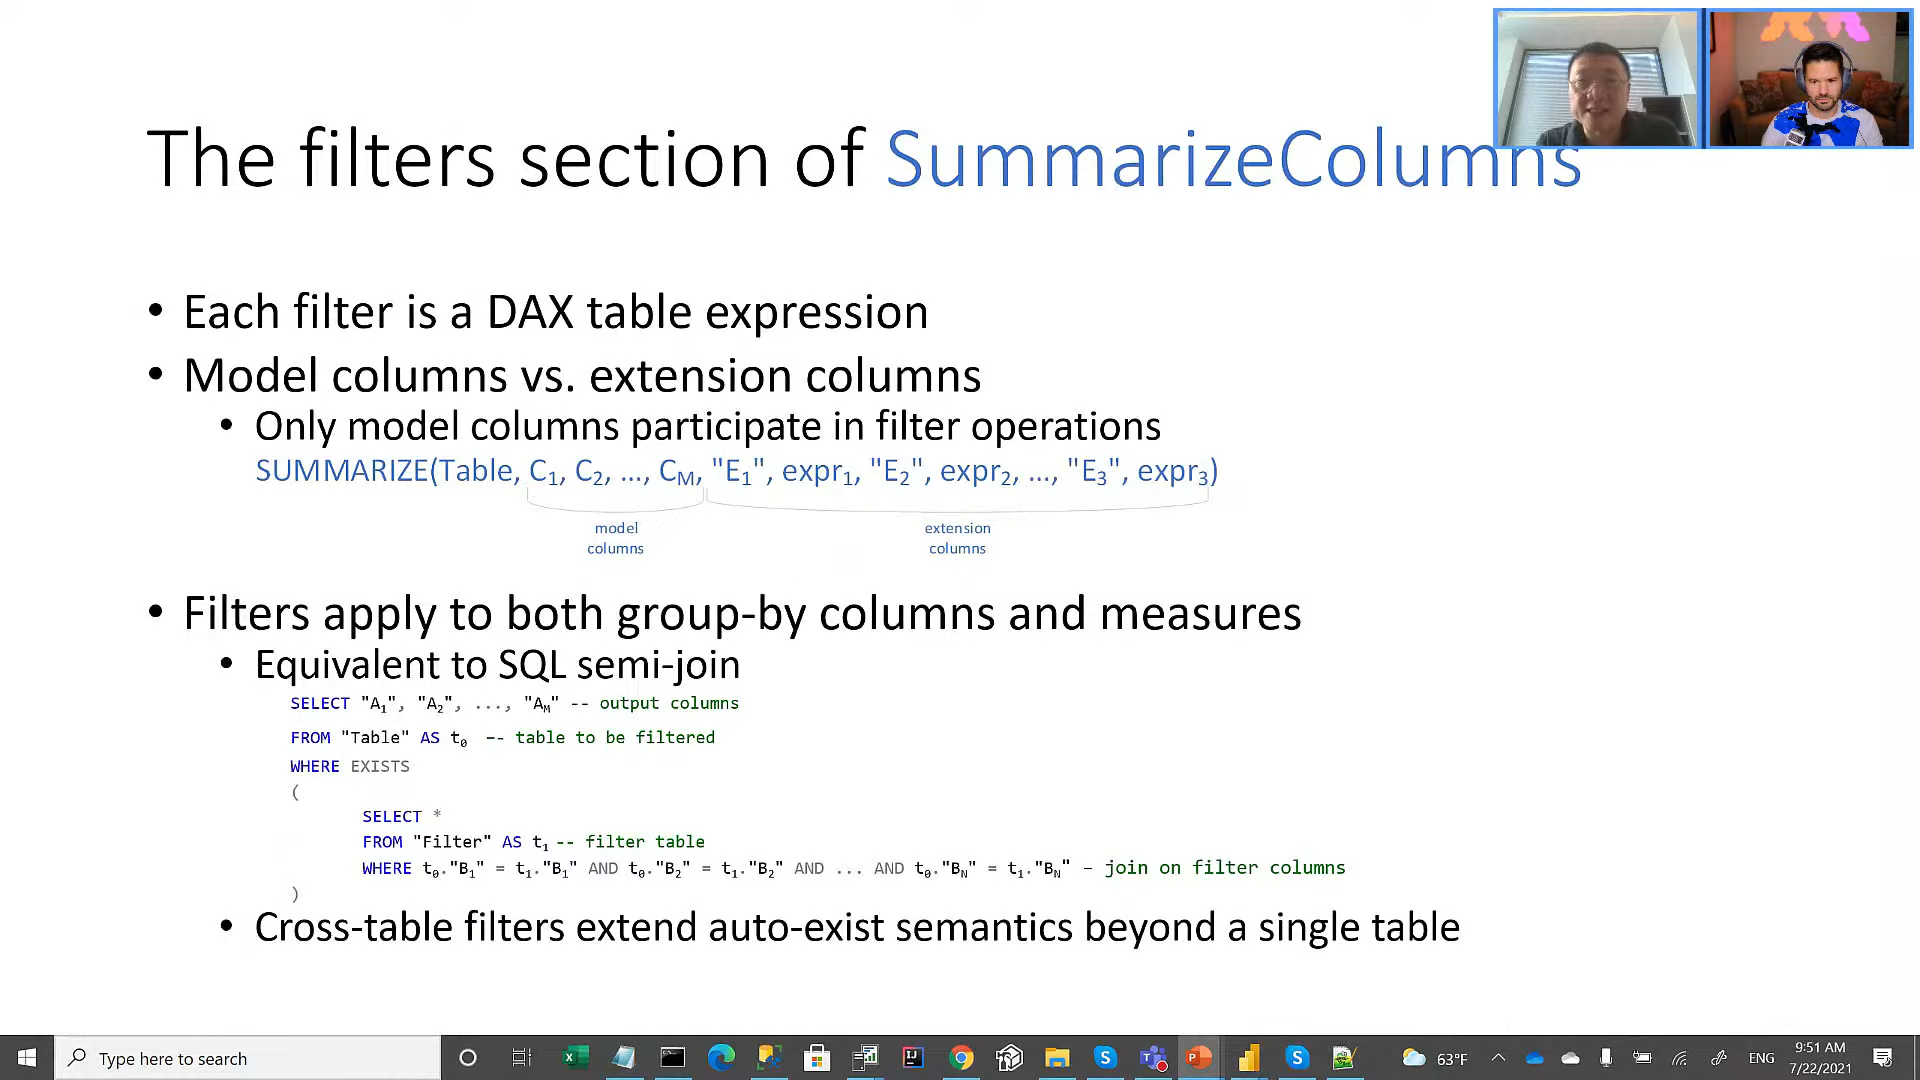 The filters section of SummarizeColumns
• Each filter is a DAX table expression
• Model columns vs. extension columns
• Only model columns participate in filter operations
SUMMARIZE(Table, C1, C2, ..., CM, "E1", expr1, "E2", expr2, ..., "E3", expr3)
model
columns
extension
columns
• Filters apply to both group-by columns and measures
• Equivalent to SQL semi-join
SELECT "A1", "A2", ..., "AM" -- output columns
FROM "Table" AS t0 -- table to be filtered
WHERE EXISTS
(
SELECT *
FROM "Filter" AS t1 -- filter table
WHERE t0."B1" = t1."B1" AND t0."B2" = t1."B2" AND ... AND t0."BN" = t1."BN" – join on filter columns
)
• Cross-table filters extend auto-exist semantics beyond a single table
Type here to search
63°F
ENG
9:51 AM
7/22/2021